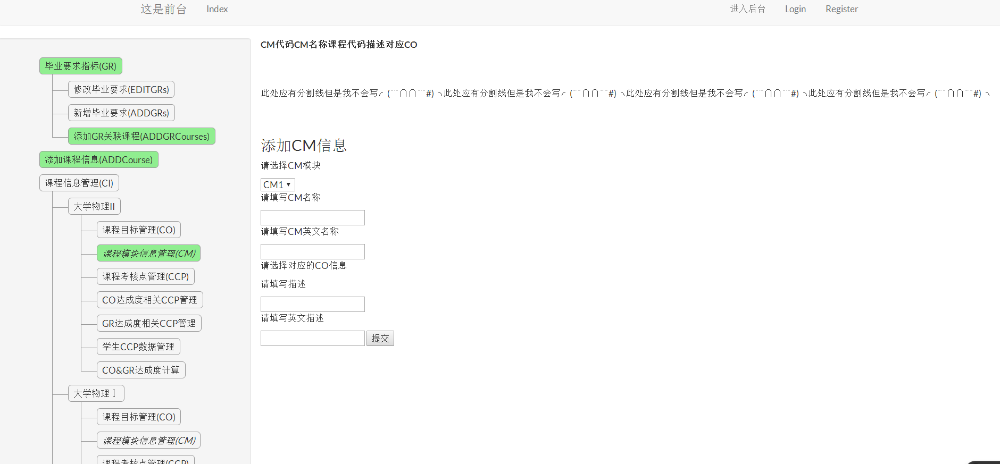 这是前台 Index 进入后台 Login Register
毕业要求指标(GR)
修改毕业要求(EDITGRs)
新增毕业要求(ADDGRs)
添加GR关联课程(ADDGRCourses)
添加课程信息(ADDCourse)
课程信息管理(CI)
大学物理II
课程目标管理(CO)
课程模块信息管理(CM)
课程考核点管理(CCP)
CO达成度相关CCP管理
GR达成度相关CCP管理
学生CCP数据管理
CO&GR达成度计算
大学物理Ⅰ
课程目标管理(CO)
课程模块信息管理(CM)
课程考核点管理(CCP)
CM代码CM名称课程代码描述对应CO
此处应有分割线但是我不会写╭(￣▽￣#)╮此处应有分割线但是我不会写╭(￣∩∩￣#)╮此处应有分割线但是我不会写╭(￣∩∩￣#)╮此处应有分割线但是我不会写╭(￣∩∩￣#)╮
添加CM信息
请选择CM模块
CM1
请填写CM名称
请填写CM英文名称
请选择对应的CO信息
请填写描述
请填写英文描述
提交